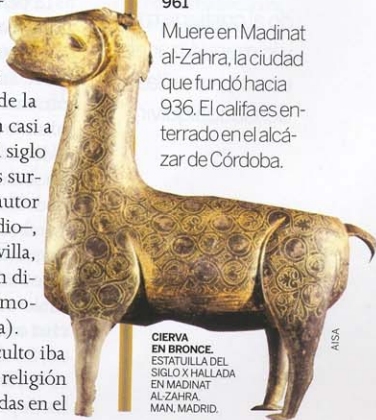 961
Muere en Madinat
al-Zahra, la ciudad
que fundó hacia
936. El califa es en-
terrado en el alcá-
zar de Córdoba.
de la
casi a
siglo
sur-
autor
dio–,
villa,
n di-
mo-
a).
culto iba
religión
das en el
CIERVA
EN BRONCE.
ESTATUILLA DEL
SIGLO X HALLADA
EN MADINAT
AL-ZAHRA.
MAN, MADRID.
AISA